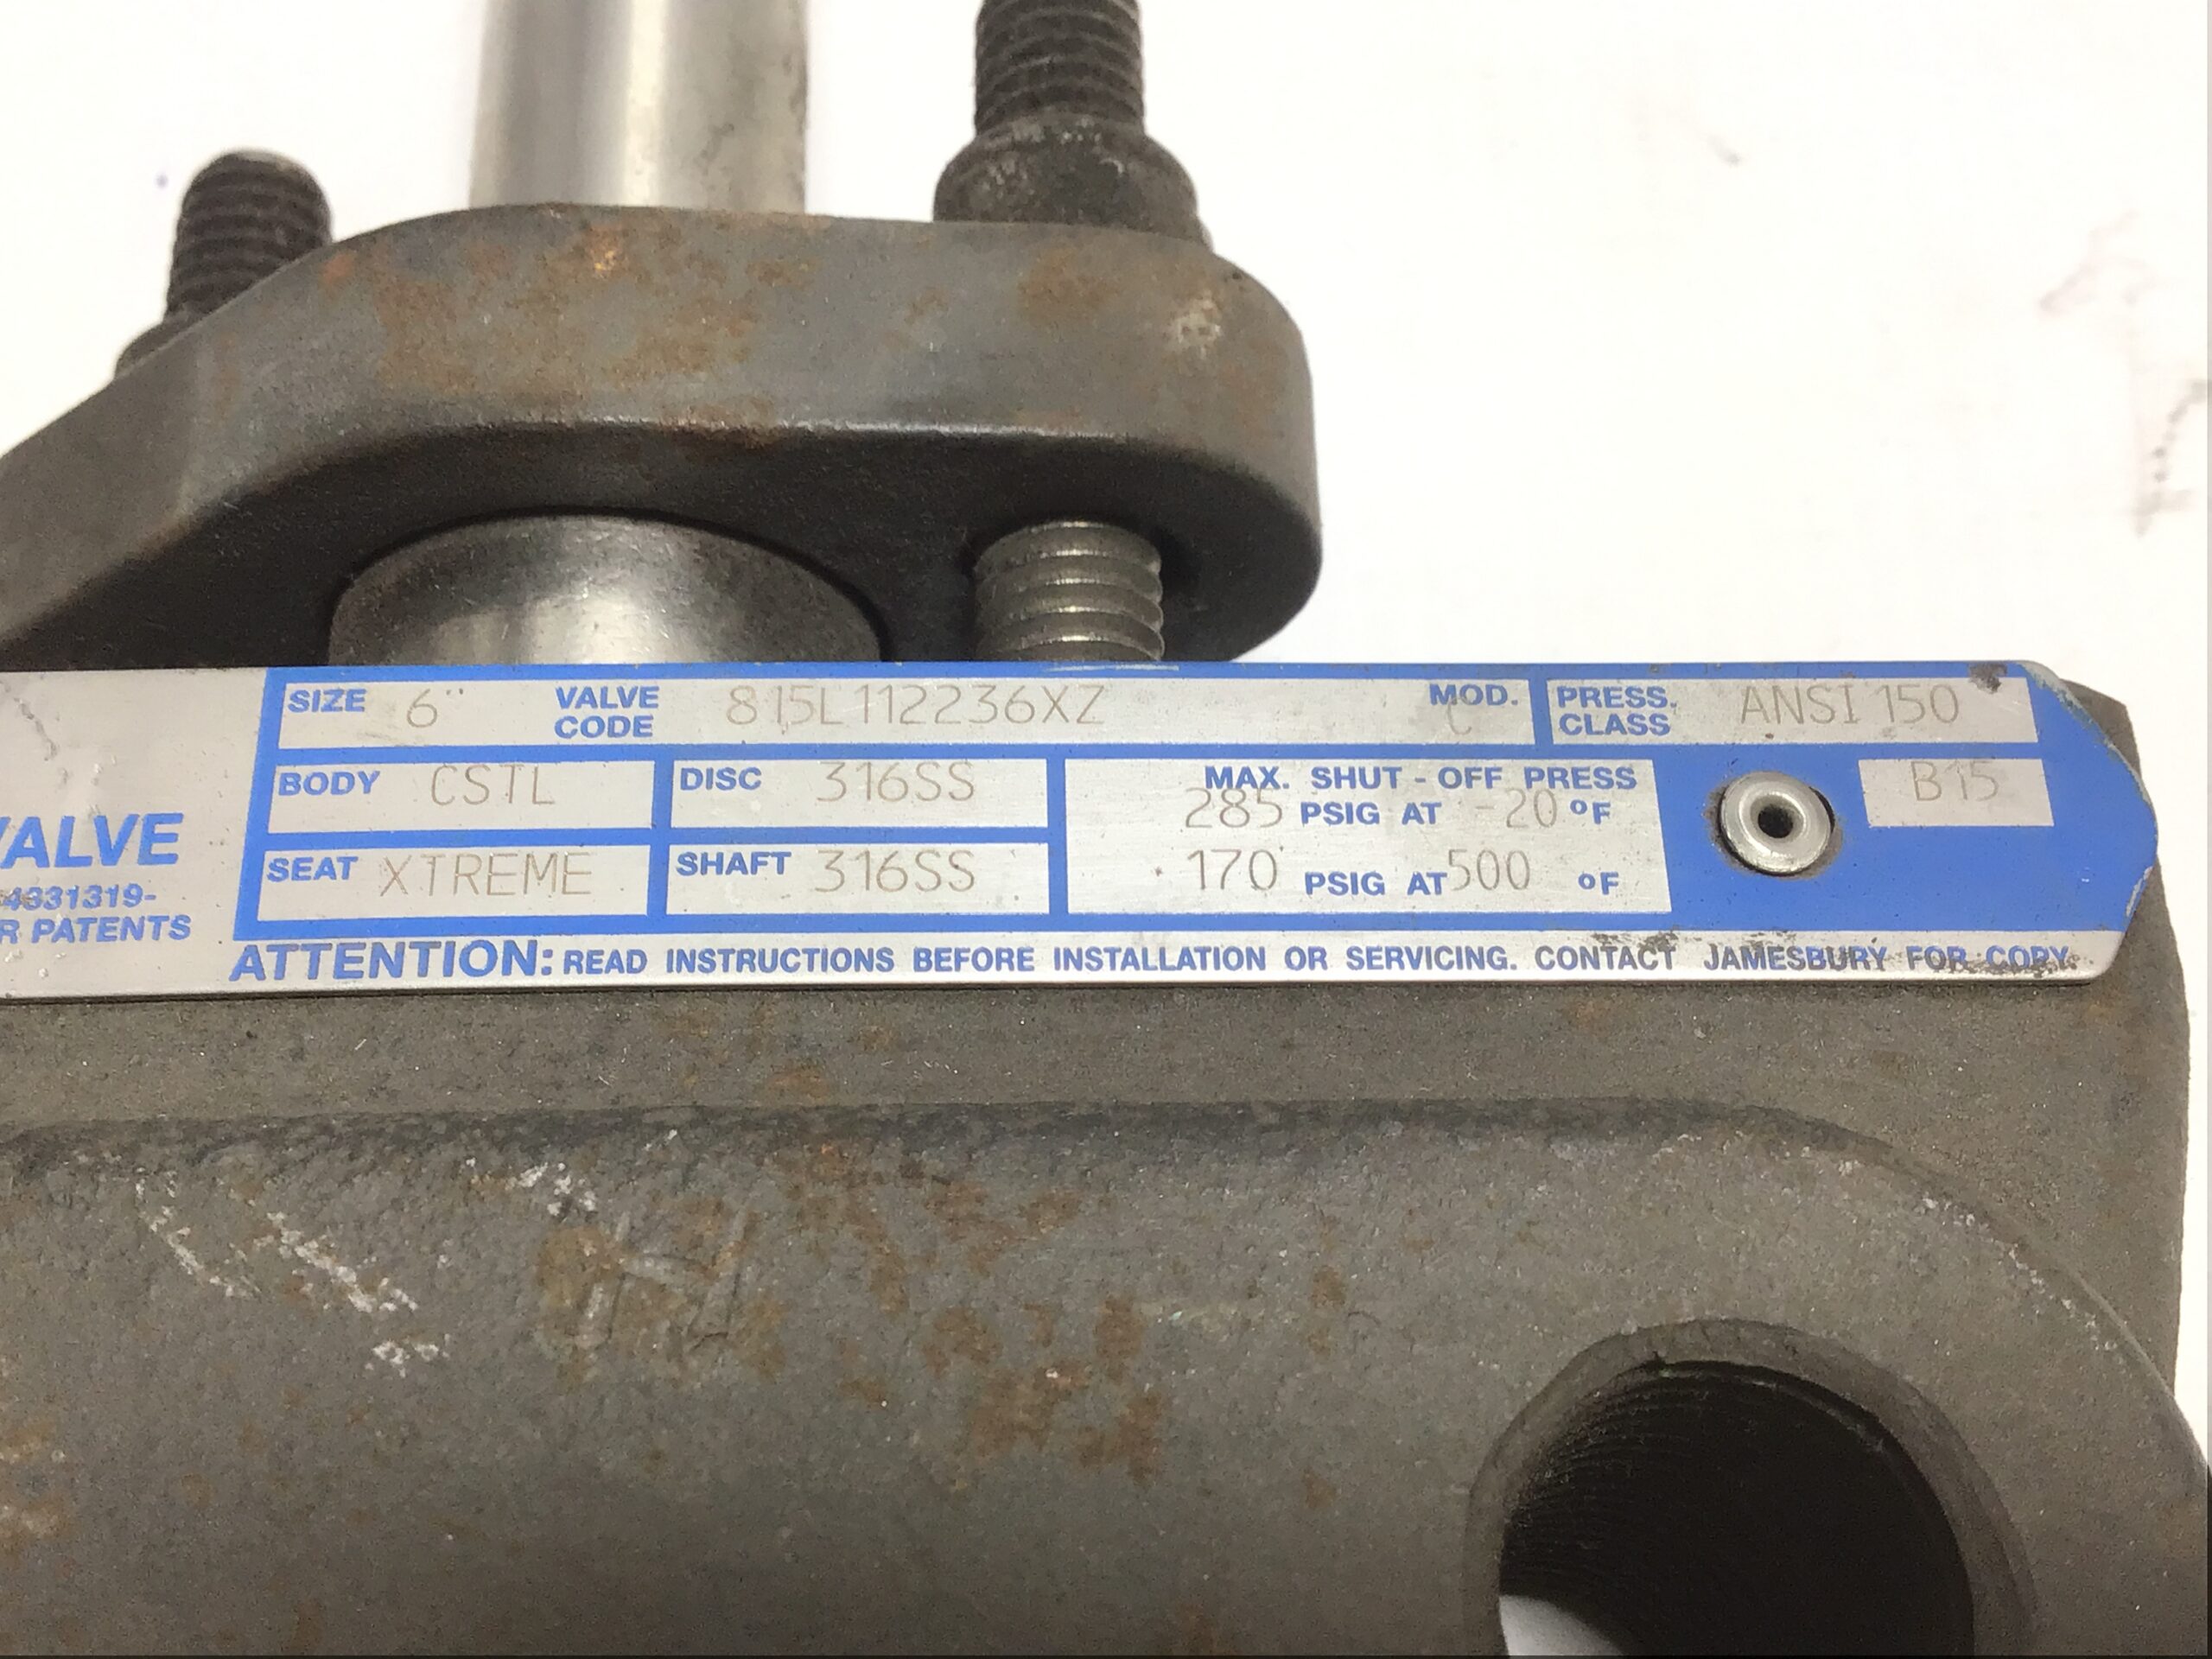 SIZE 6" VALVE CODE 815L112236XZ MOD. C PRESS. CLASS ANSI 150
BODY CSTL DISC 316SS MAX. SHUT - OFF PRESS B15
285 PSIG AT -20 °F
SEAT XTREME SHAFT 316SS 170 PSIG AT 500 °F
VALVE
4331319-
PATENTS
ATTENTION: READ INSTRUCTIONS BEFORE INSTALLATION OR SERVICING. CONTACT JAMESBURY FOR COPY.